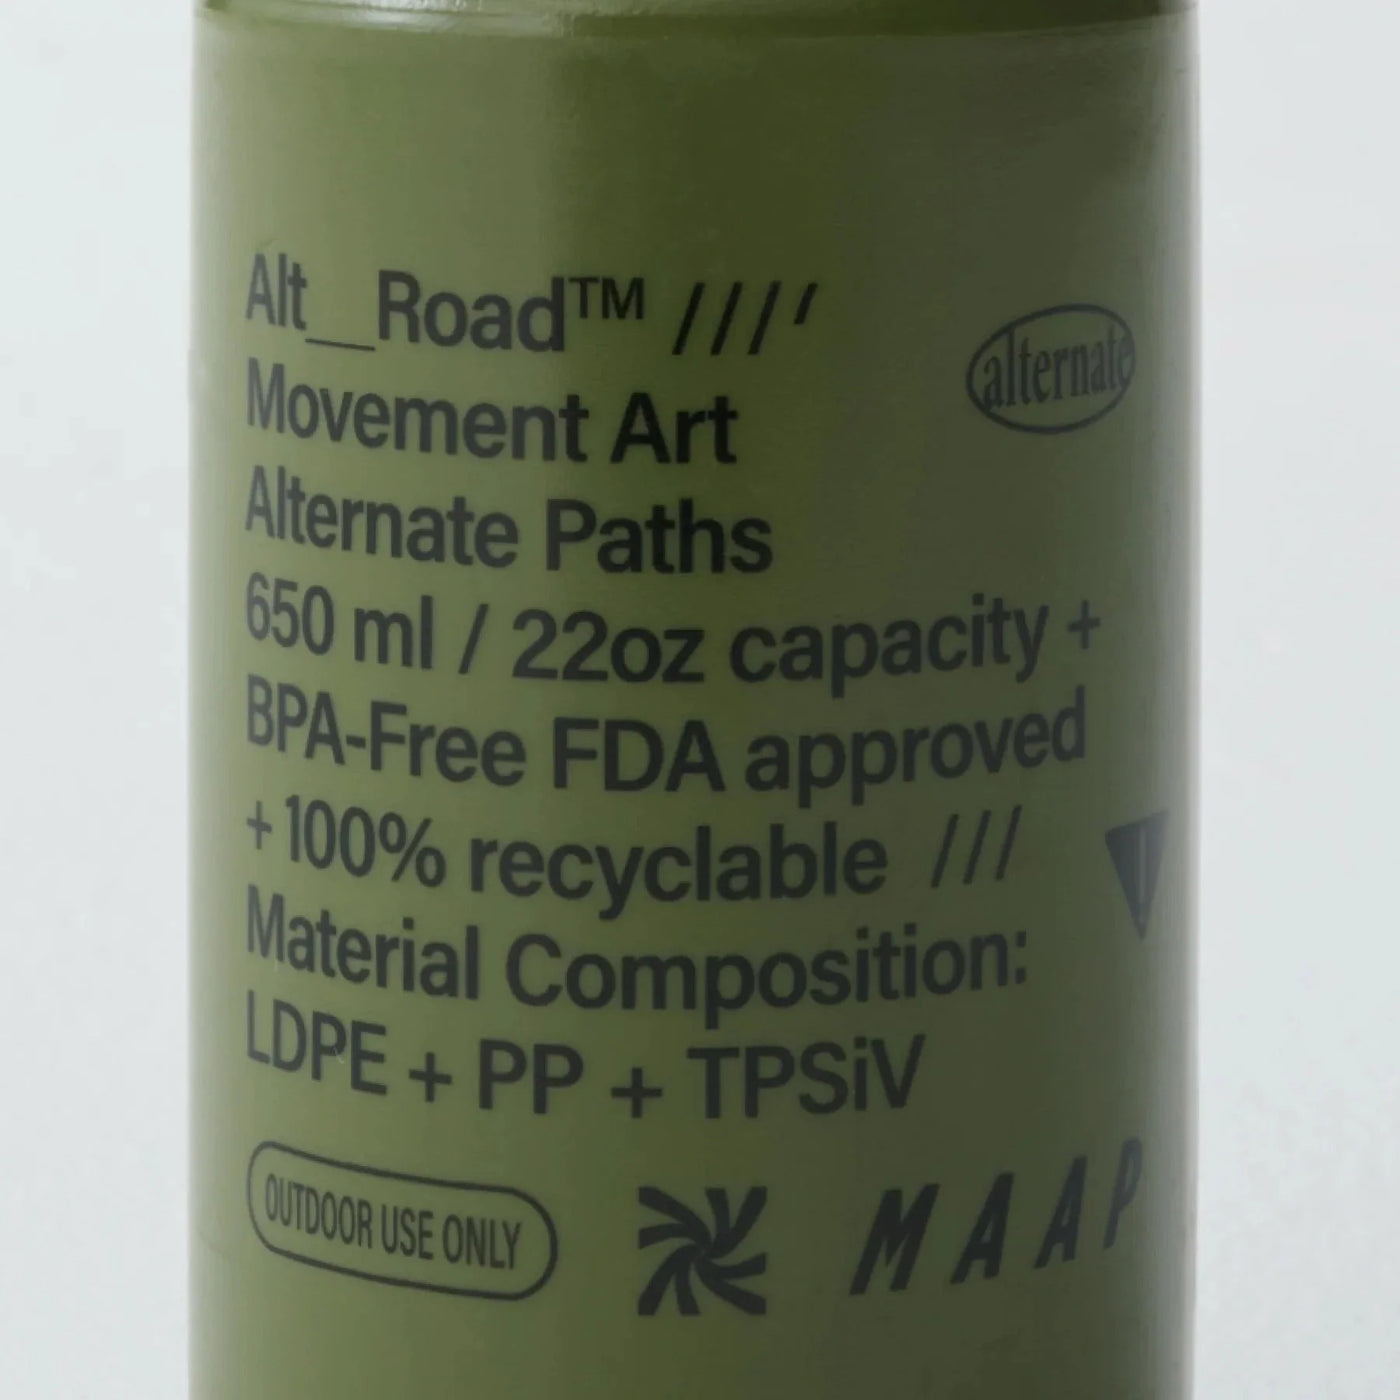 Alt__Road™ ////
alternate
Movement Art
Alternate Paths
650 ml / 22oz capacity +
BPA-Free FDA approved
+ 100% recyclable ///
Material Composition:
LDPE + PP + TPSiV
OUTDOOR USE ONLY
MAAP